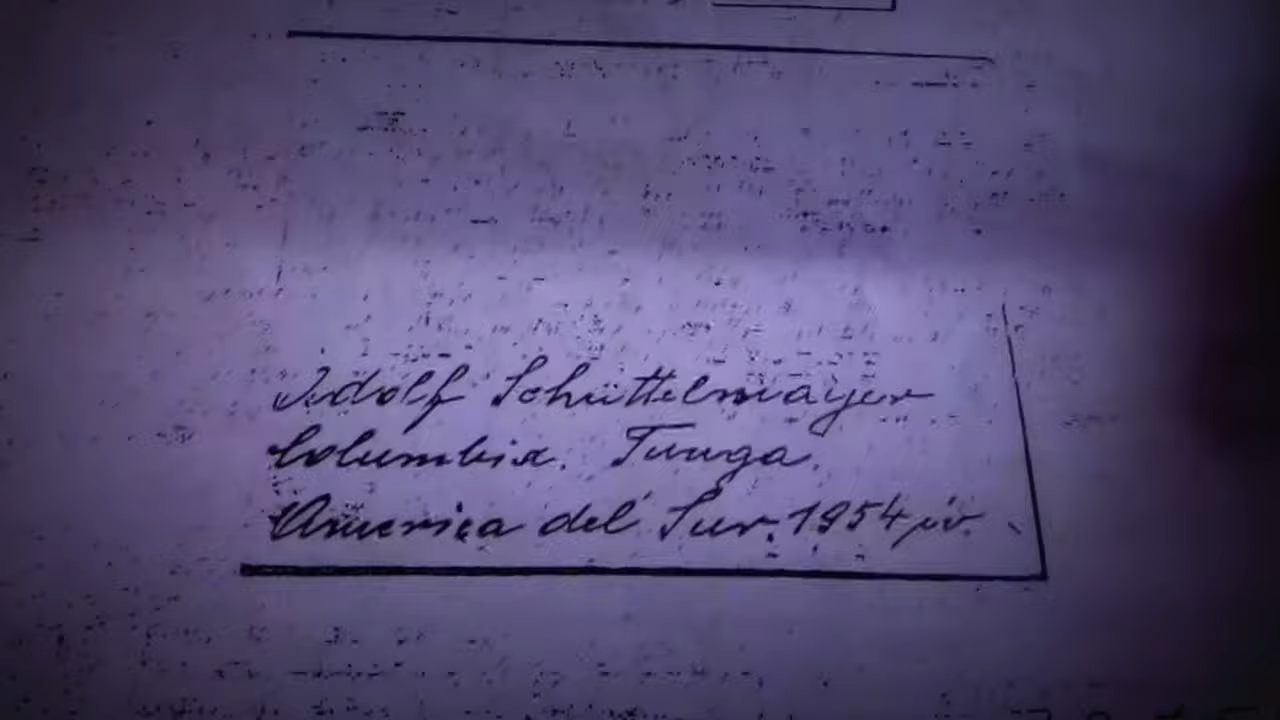 Adolf Schüttelmayer
Columbia. Tunga.
America del Sur. 1954